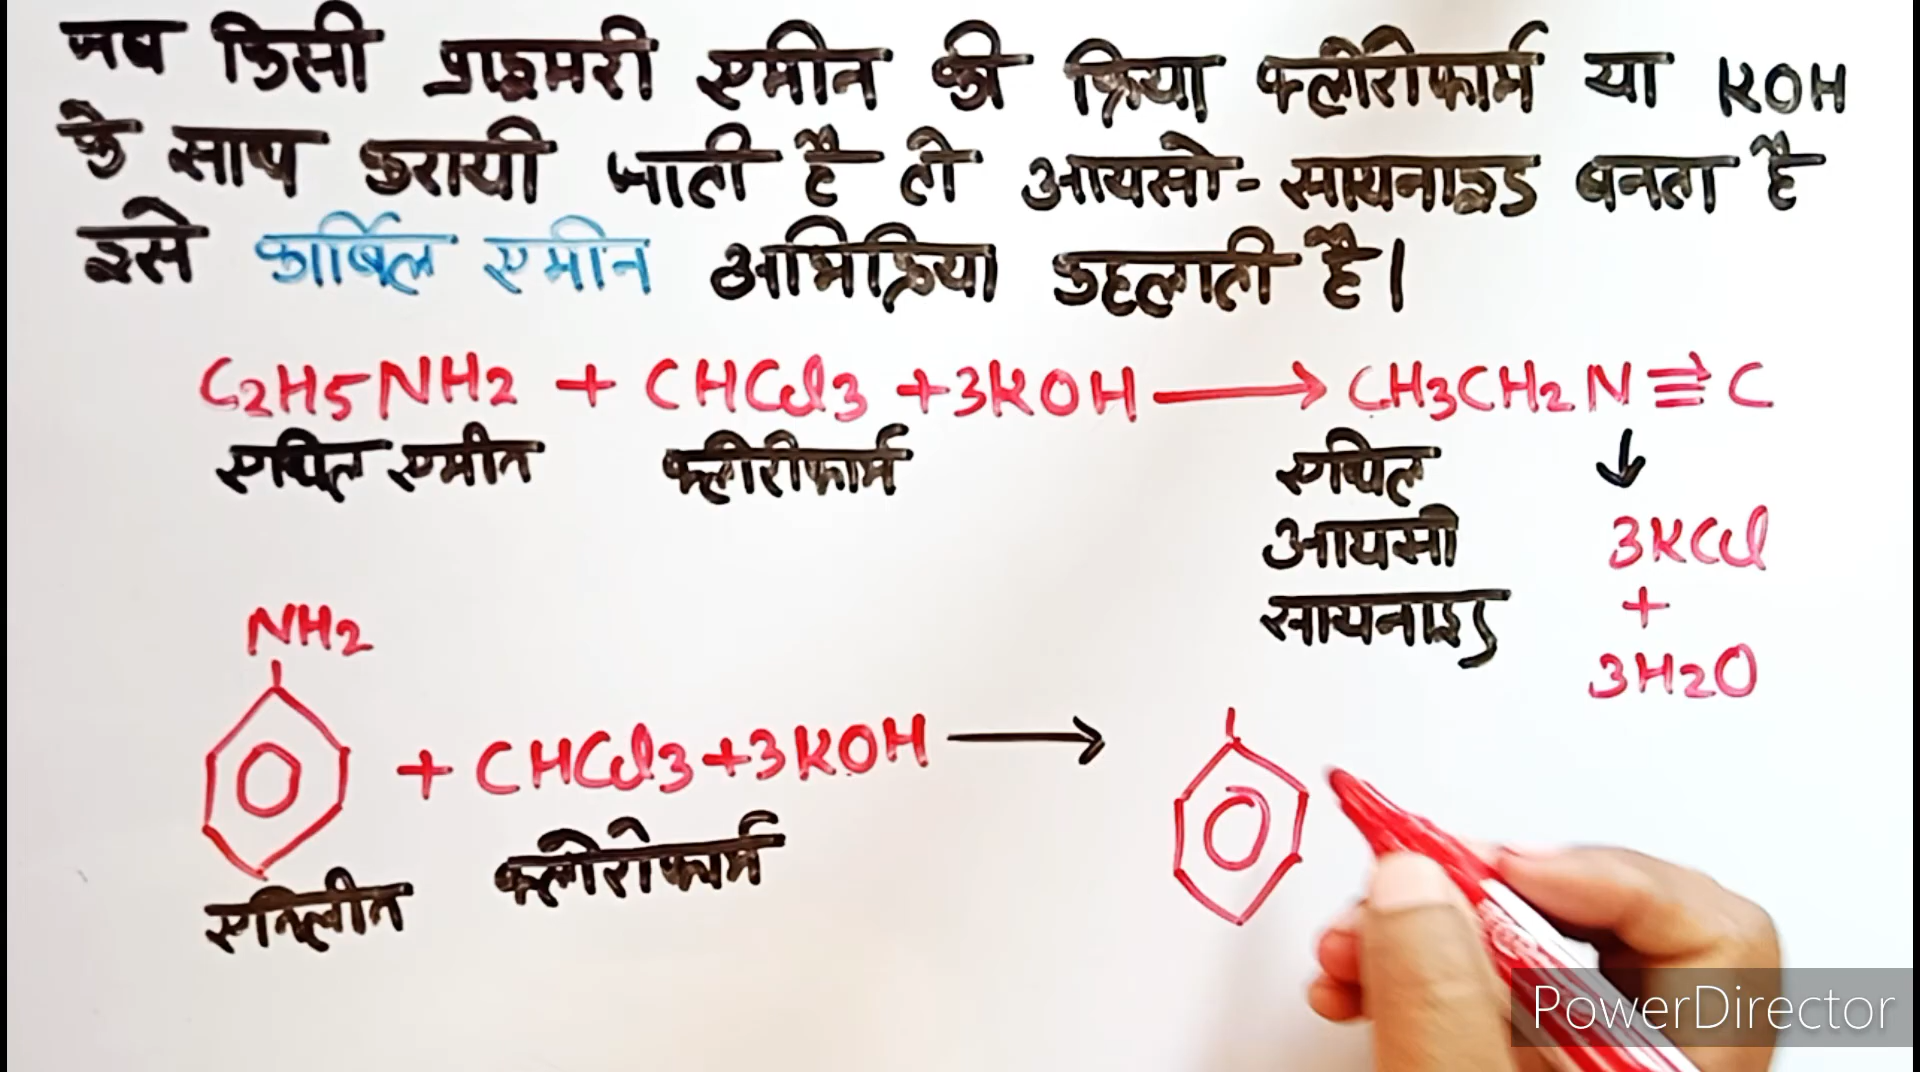 जब किसी प्राइमरी एमीन की क्रिया क्लोरोफार्म या KOH
के साथ करायी जाती है तो आयसो-सायनाइड बनता है
इसे कार्बिल एमीन अभिक्रिया कहलाती है।
C2H5NH2 + CHCl3 +3KOH ⟶ CH3CH2N≡C
एथिल एमीन क्लोरोफार्म एथिल ↓
आयसो 3KCl
सायनाइड +
3H2O
NH2
+ CHCl3+3KOH ⟶
एनिलीन क्लोरोफार्म
PowerDirector